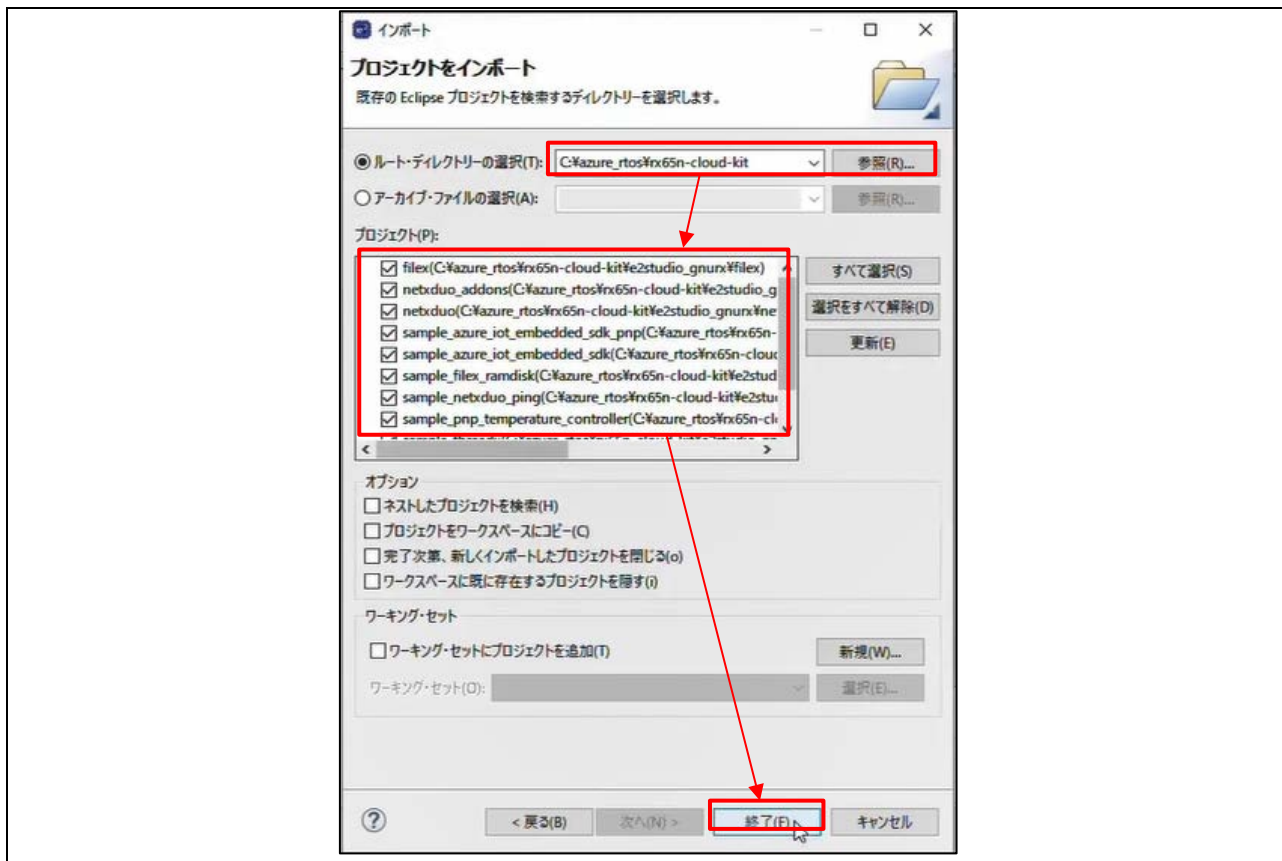 インポート
プロジェクトをインポート
既存の Eclipse プロジェクトを検索するディレクトリーを選択します。
ルート・ディレクトリーの選択(T): C:¥azure_rtos¥rx65n-cloud-kit 参照(R)...
アーカイブ・ファイルの選択(A): 参照(R)...
プロジェクト(P):
filex(C:¥azure_rtos¥rx65n-cloud-kit¥e2studio_gnurx¥filex) すべて選択(S)
netxduo_addons(C:¥azure_rtos¥rx65n-cloud-kit¥e2studio_g
netxduo(C:¥azure_rtos¥rx65n-cloud-kit¥e2studio_gnurx¥ne 選択をすべて解除(D)
sample_azure_iot_embedded_sdk_pnp(C:¥azure_rtos¥rx65n-
sample_azure_iot_embedded_sdk(C:¥azure_rtos¥rx65n-clouc 更新(E)
sample_filex_ramdisk(C:¥azure_rtos¥rx65n-cloud-kit¥e2stud
sample_netxduo_ping(C:¥azure_rtos¥rx65n-cloud-kit¥e2stu
sample_pnp_temperature_controller(C:¥azure_rtos¥rx65n-cl
オプション
ネストしたプロジェクトを検索(H)
プロジェクトをワークスペースにコピー(C)
完了次第、新しくインポートしたプロジェクトを閉じる(o)
ワークスペースに既に存在するプロジェクトを隠す(i)
ワーキング・セット
ワーキング・セットにプロジェクトを追加(T) 新規(W)...
ワーキング・セット(O): 選択(E)...
? < 戻る(B) 次へ(N) > 終了(F) キャンセル